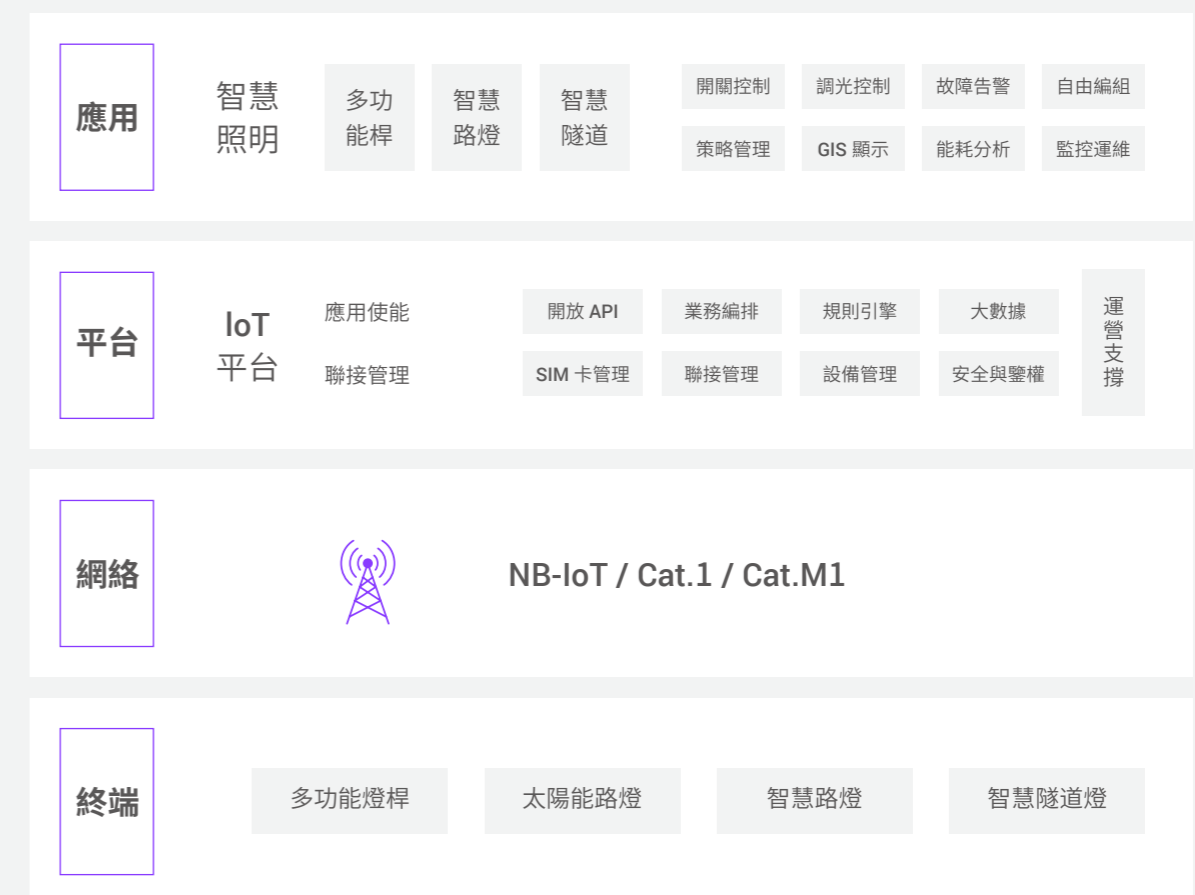 應用
智慧
照明
多功
能桿
智慧
路燈
智慧
隧道
開關控制
調光控制
故障告警
自由編組
策略管理
GIS 顯示
能耗分析
監控運維
平台
IoT
平台
應用使能
開放 API
業務編排
規則引擎
大數據
聯接管理
SIM 卡管理
聯接管理
設備管理
安全與鑒權
運營支撐
網絡
NB-IoT / Cat.1 / Cat.M1
終端
多功能燈桿
太陽能路燈
智慧路燈
智慧隧道燈